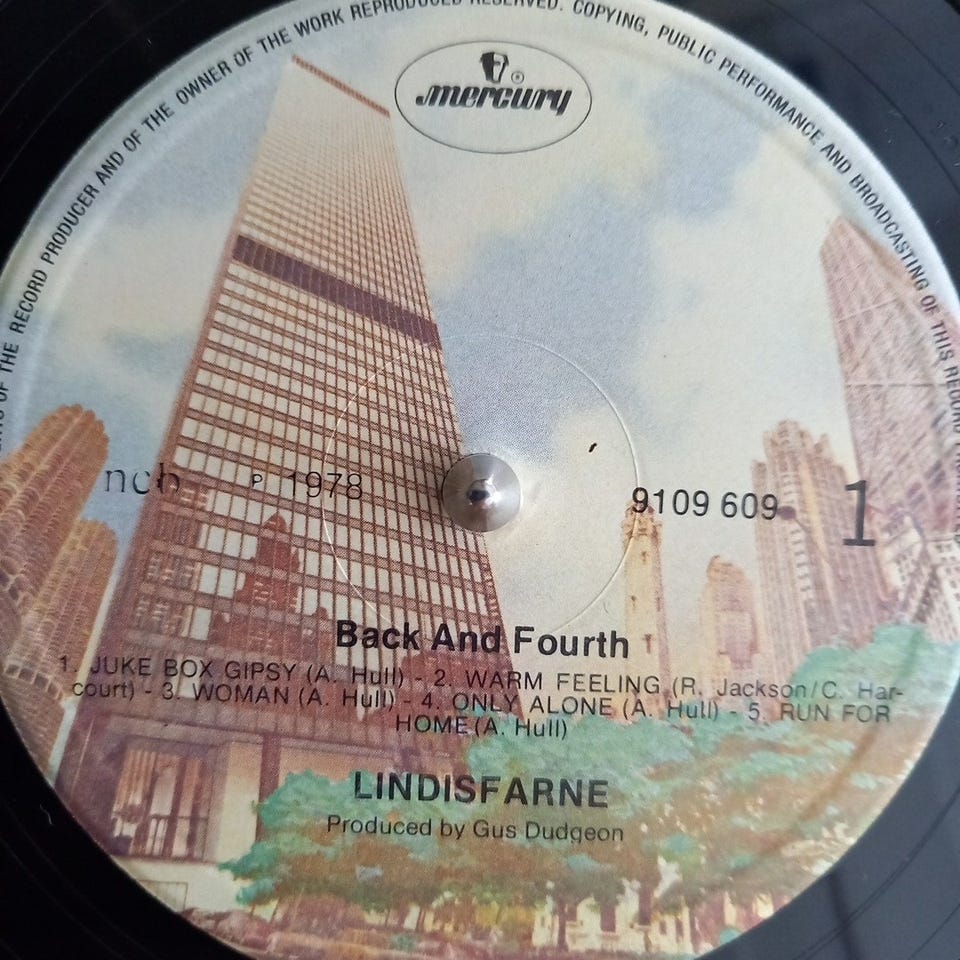 OF THE RECORD PRODUCER AND OF THE OWNER OF THE WORK REPRODUCED RESERVED. COPYING, PUBLIC PERFORMANCE AND BROADCASTING OF THIS RECORD
mercury
ncb P 1978
9109 609 1
Back And Fourth
1. JUKE BOX GIPSY (A. Hull) - 2. WARM FEELING (R. Jackson/C. Har-
court) - 3. WOMAN (A. Hull) - 4. ONLY ALONE (A. Hull) - 5. RUN FOR
HOME (A. Hull)
LINDISFARNE
Produced by Gus Dudgeon